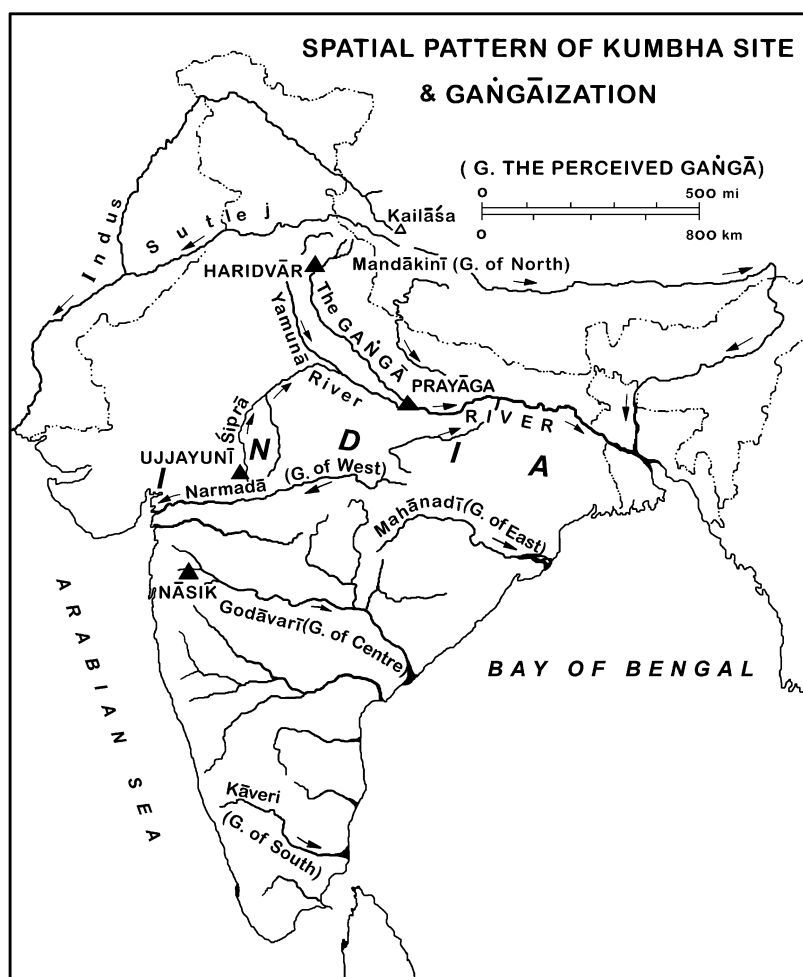 SPATIAL PATTERN OF KUMBHA SITE
& GAṄGĀIZATION
( G. THE PERCEIVED GAṄGĀ)
0 500 mi
0 800 km
Kailāśa
Indus
Sutlej
HARIDVĀR
Mandākinī (G. of North)
The GAṄGĀ
Yamunā
River
PRAYĀGA
RIVER
Śiprā
UJJAYUNĪ
I N D I A
Narmadā
(G. of West)
Mahānadī (G. of East)
NĀSIK
Godāvarī (G. of Centre)
ARABIAN SEA
BAY OF BENGAL
Kāveri
(G. of South)